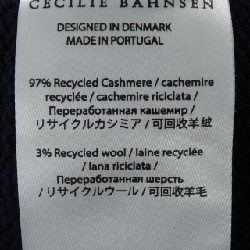 CECILIE BAHNSEN
DESIGNED IN DENMARK
MADE IN PORTUGAL
97% Recycled Cashmere / cachemire
recyclée / cachemire riciclata /
Переработанная кашемир /
リサイクルカシミア / 可回收羊绒
3% Recycled wool / laine recyclée
/ lana riciclata /
Переработанная шерсть
/ リサイクルウール / 可回收羊毛